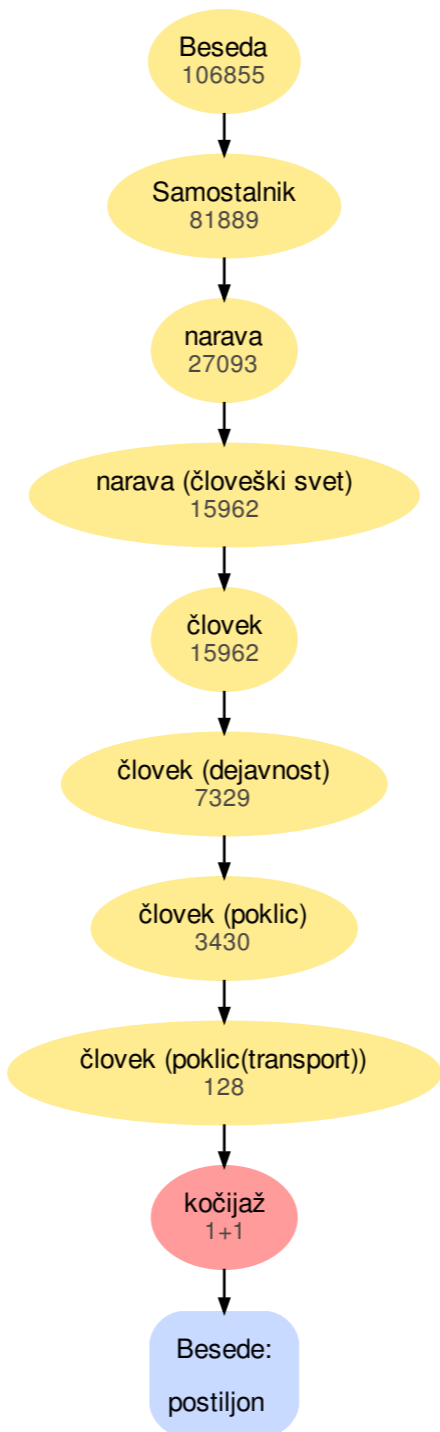 Beseda
106855
Samostalnik
81889
narava
27093
narava (človeški svet)
15962
človek
15962
človek (dejavnost)
7329
človek (poklic)
3430
človek (poklic(transport))
128
kočijaž
1+1
Besede:
postiljon